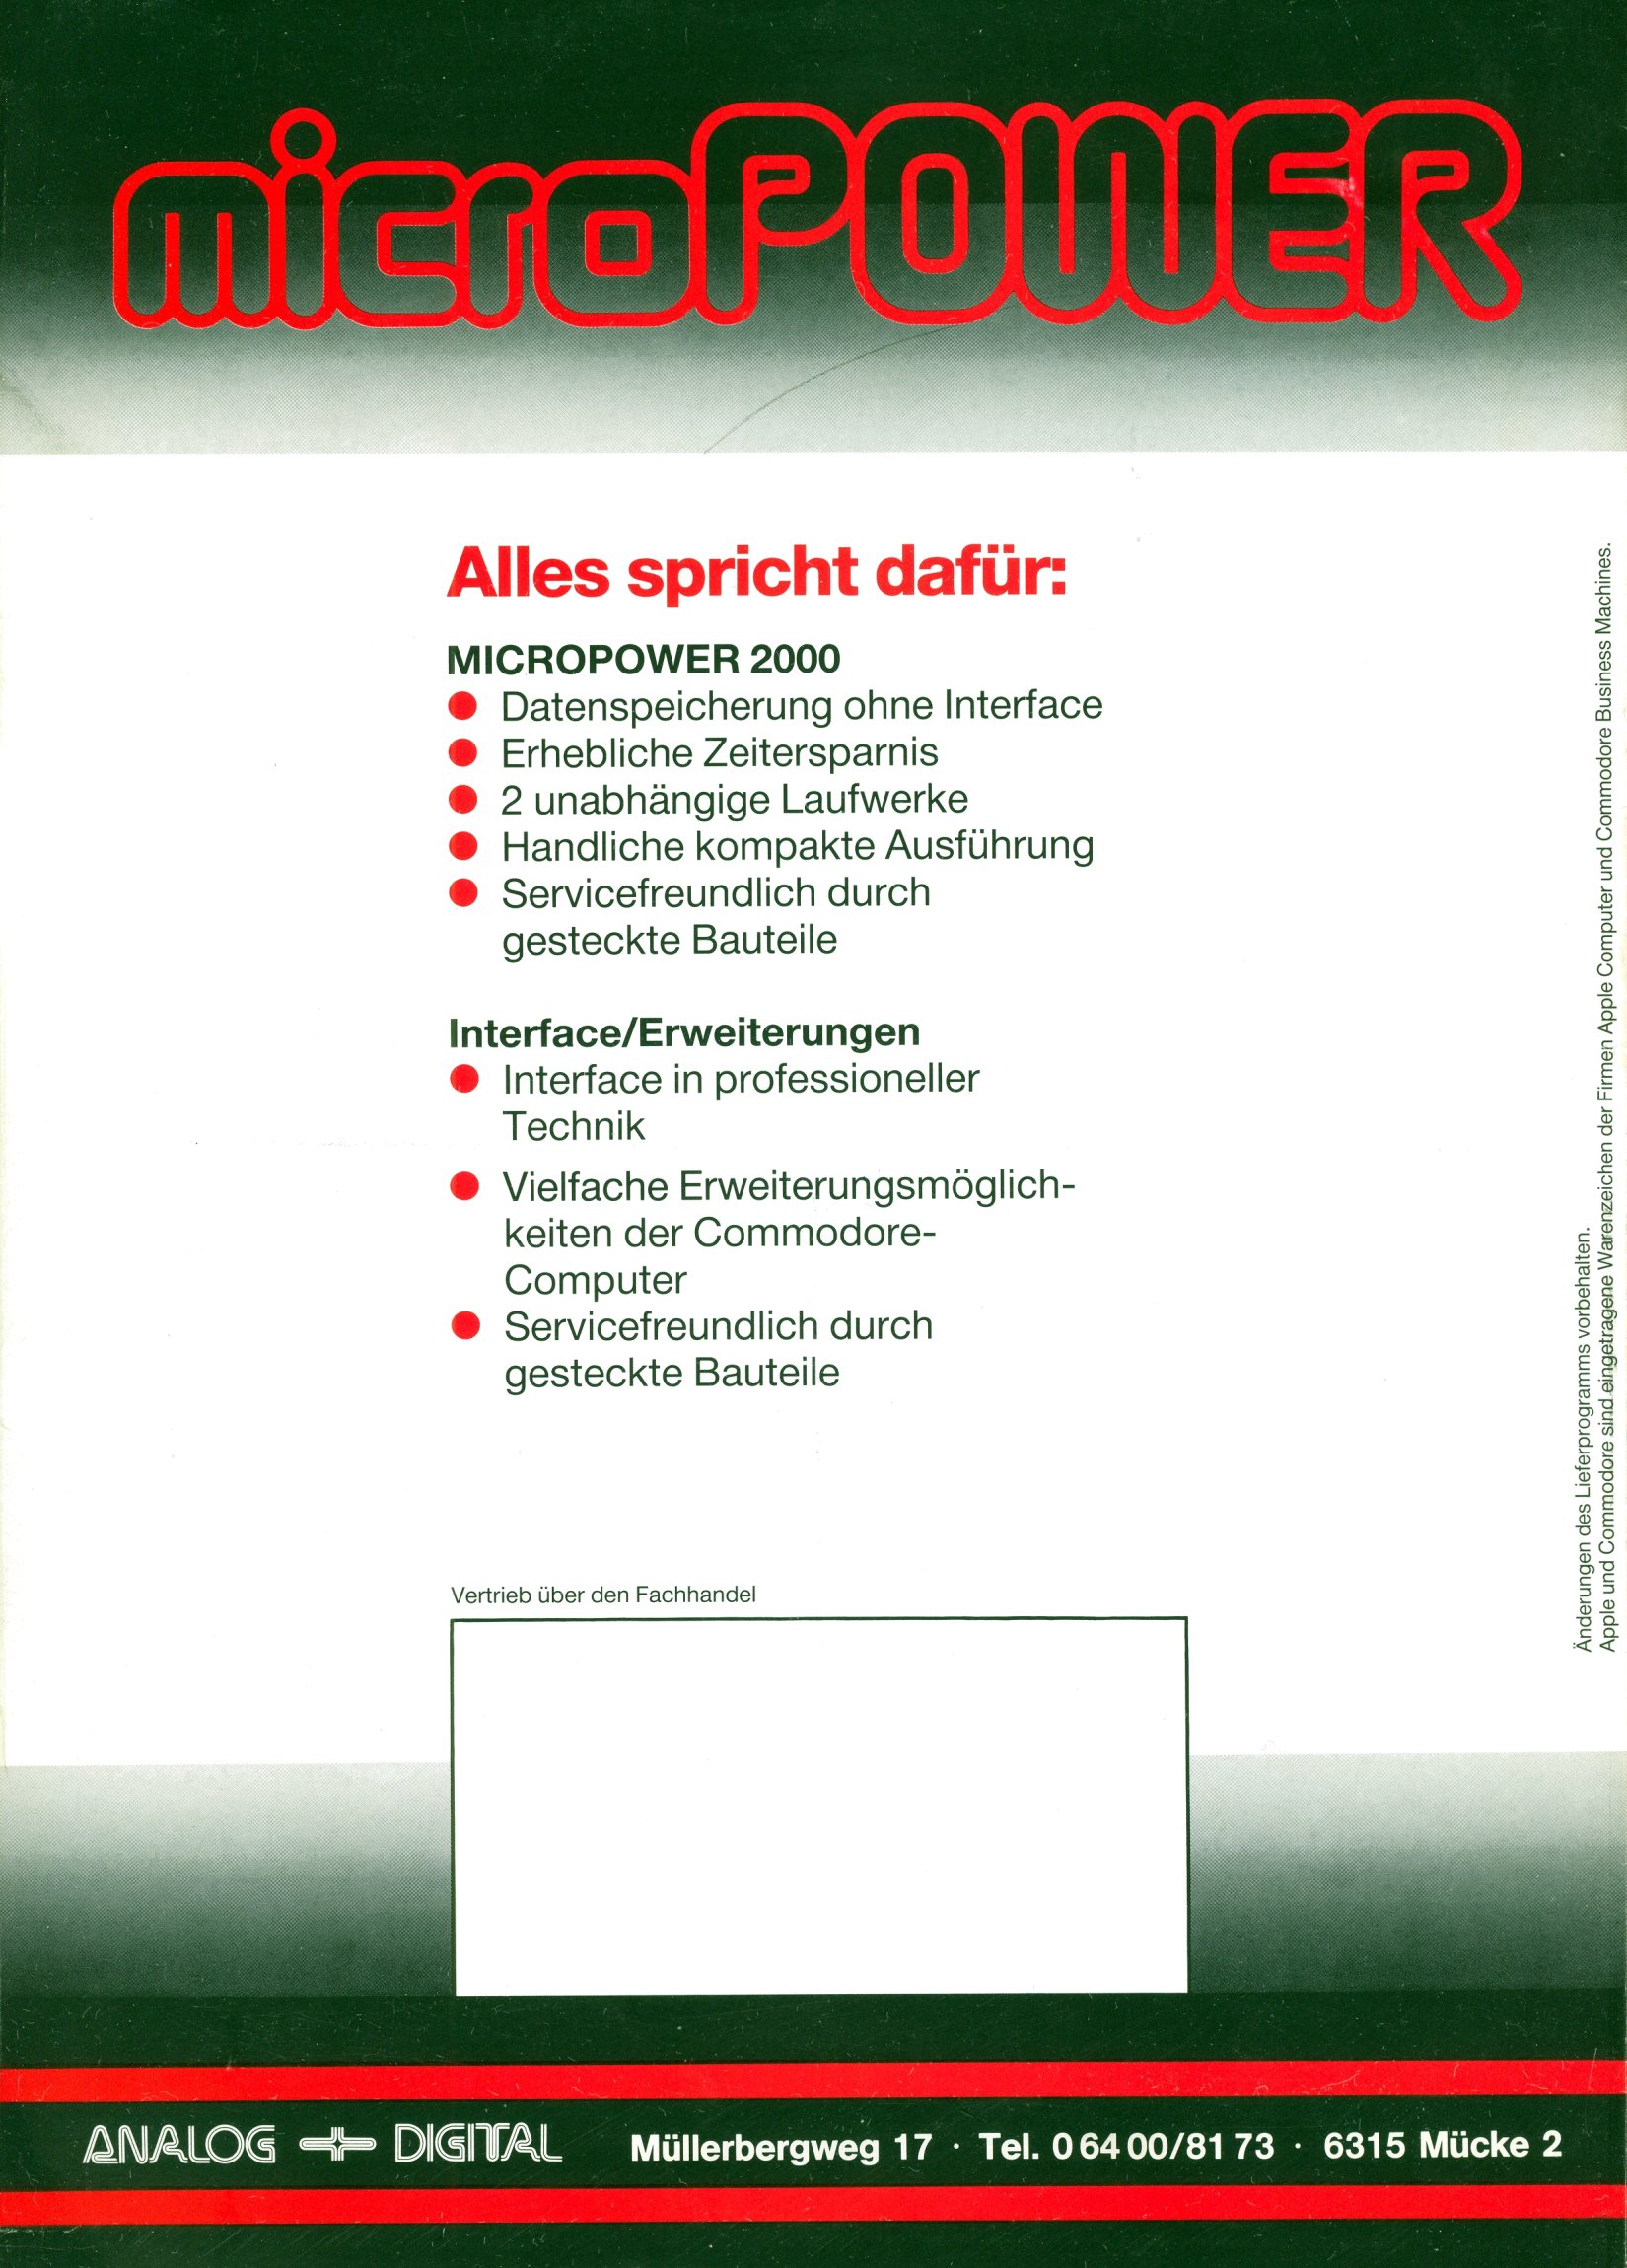 microPOWER
Alles spricht dafür:
MICROPOWER 2000
● Datenspeicherung ohne Interface
● Erhebliche Zeitersparnis
● 2 unabhängige Laufwerke
● Handliche kompakte Ausführung
● Servicefreundlich durch
gesteckte Bauteile
Interface/Erweiterungen
● Interface in professioneller
Technik
● Vielfache Erweiterungsmöglich-
keiten der Commodore-
Computer
● Servicefreundlich durch
gesteckte Bauteile
Vertrieb über den Fachhandel
Änderungen des Lieferprogramms vorbehalten.
Apple und Commodore sind eingetragene Warenzeichen der Firmen Apple Computer und Commodore Business Machines.
ANALOG + DIGITAL Müllerbergweg 17 · Tel. 0 64 00/81 73 · 6315 Mücke 2